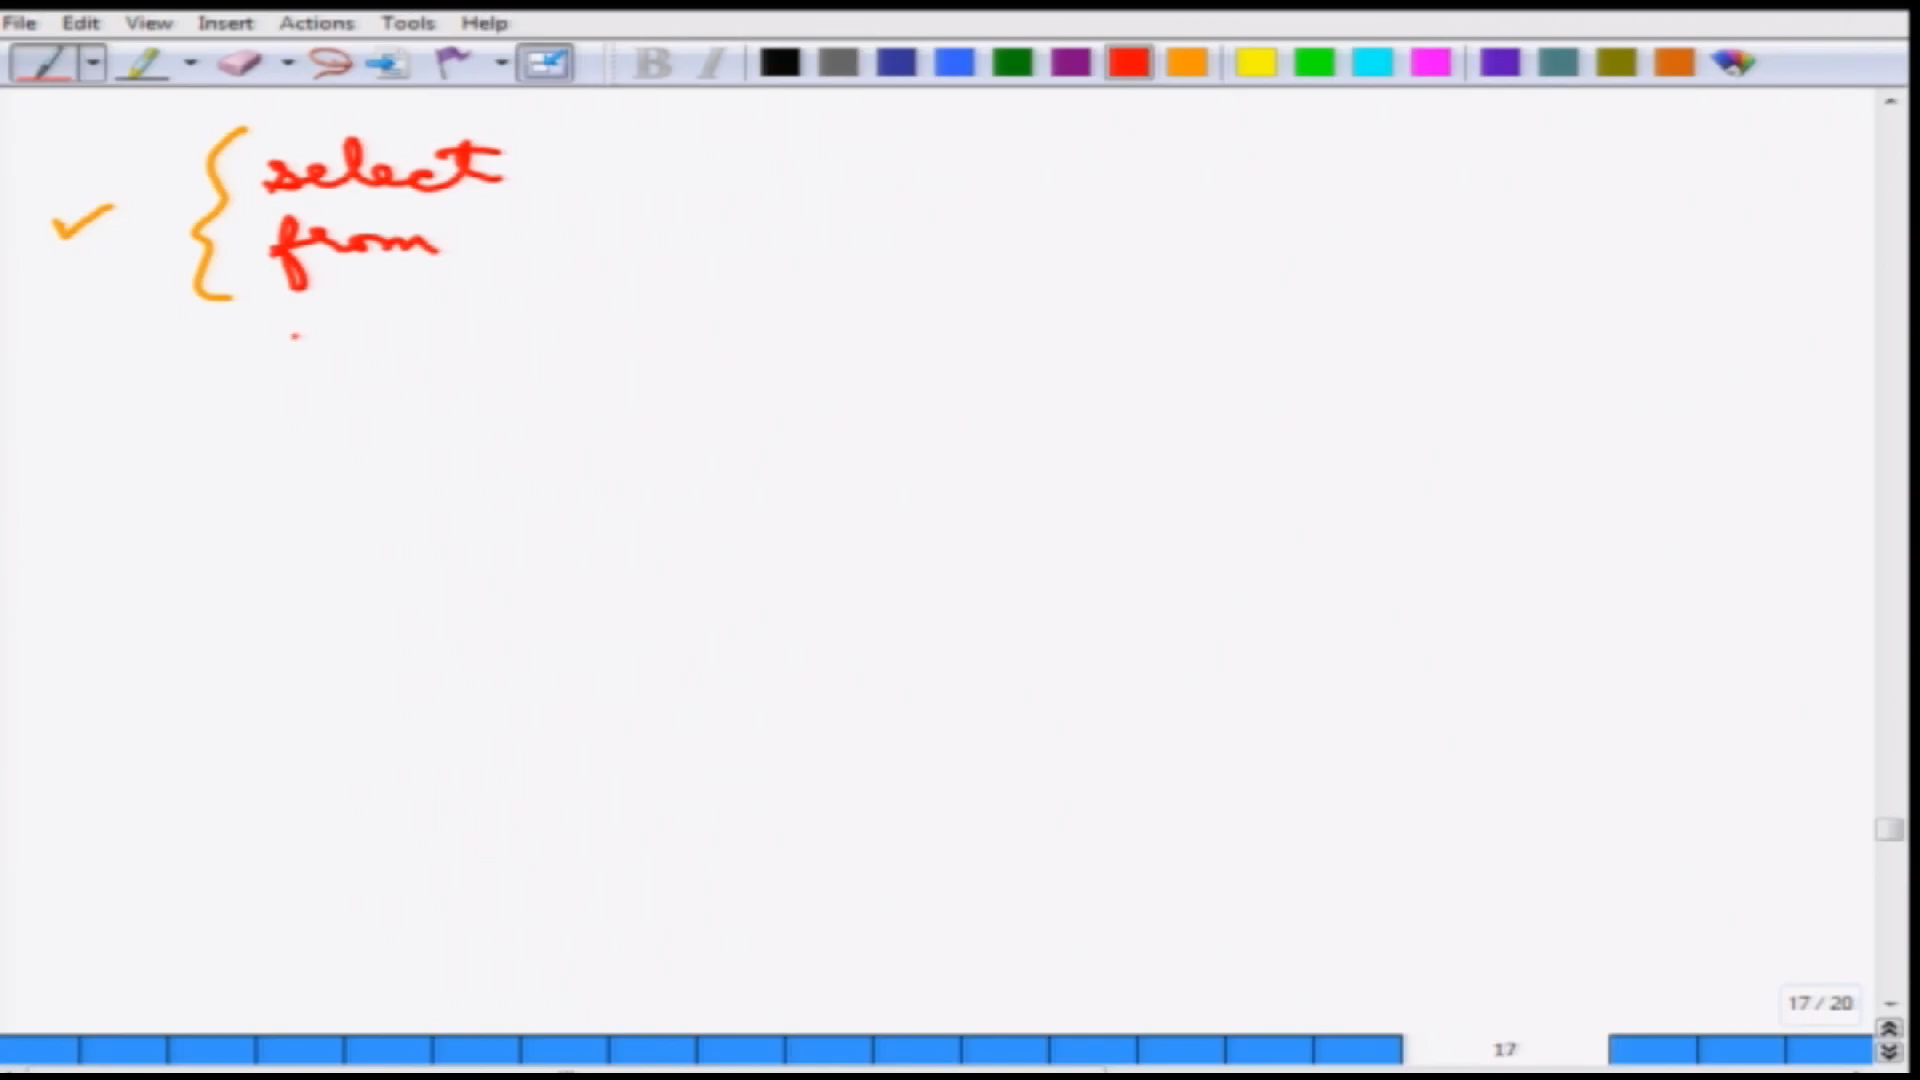 File Edit View Insert Actions Tools Help
B I
select
from
17 / 20
17